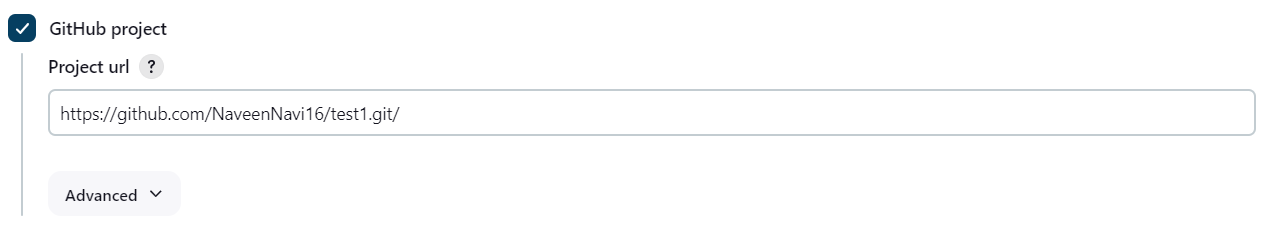 GitHub project
Project url ?
https://github.com/NaveenNavi16/test1.git/
Advanced